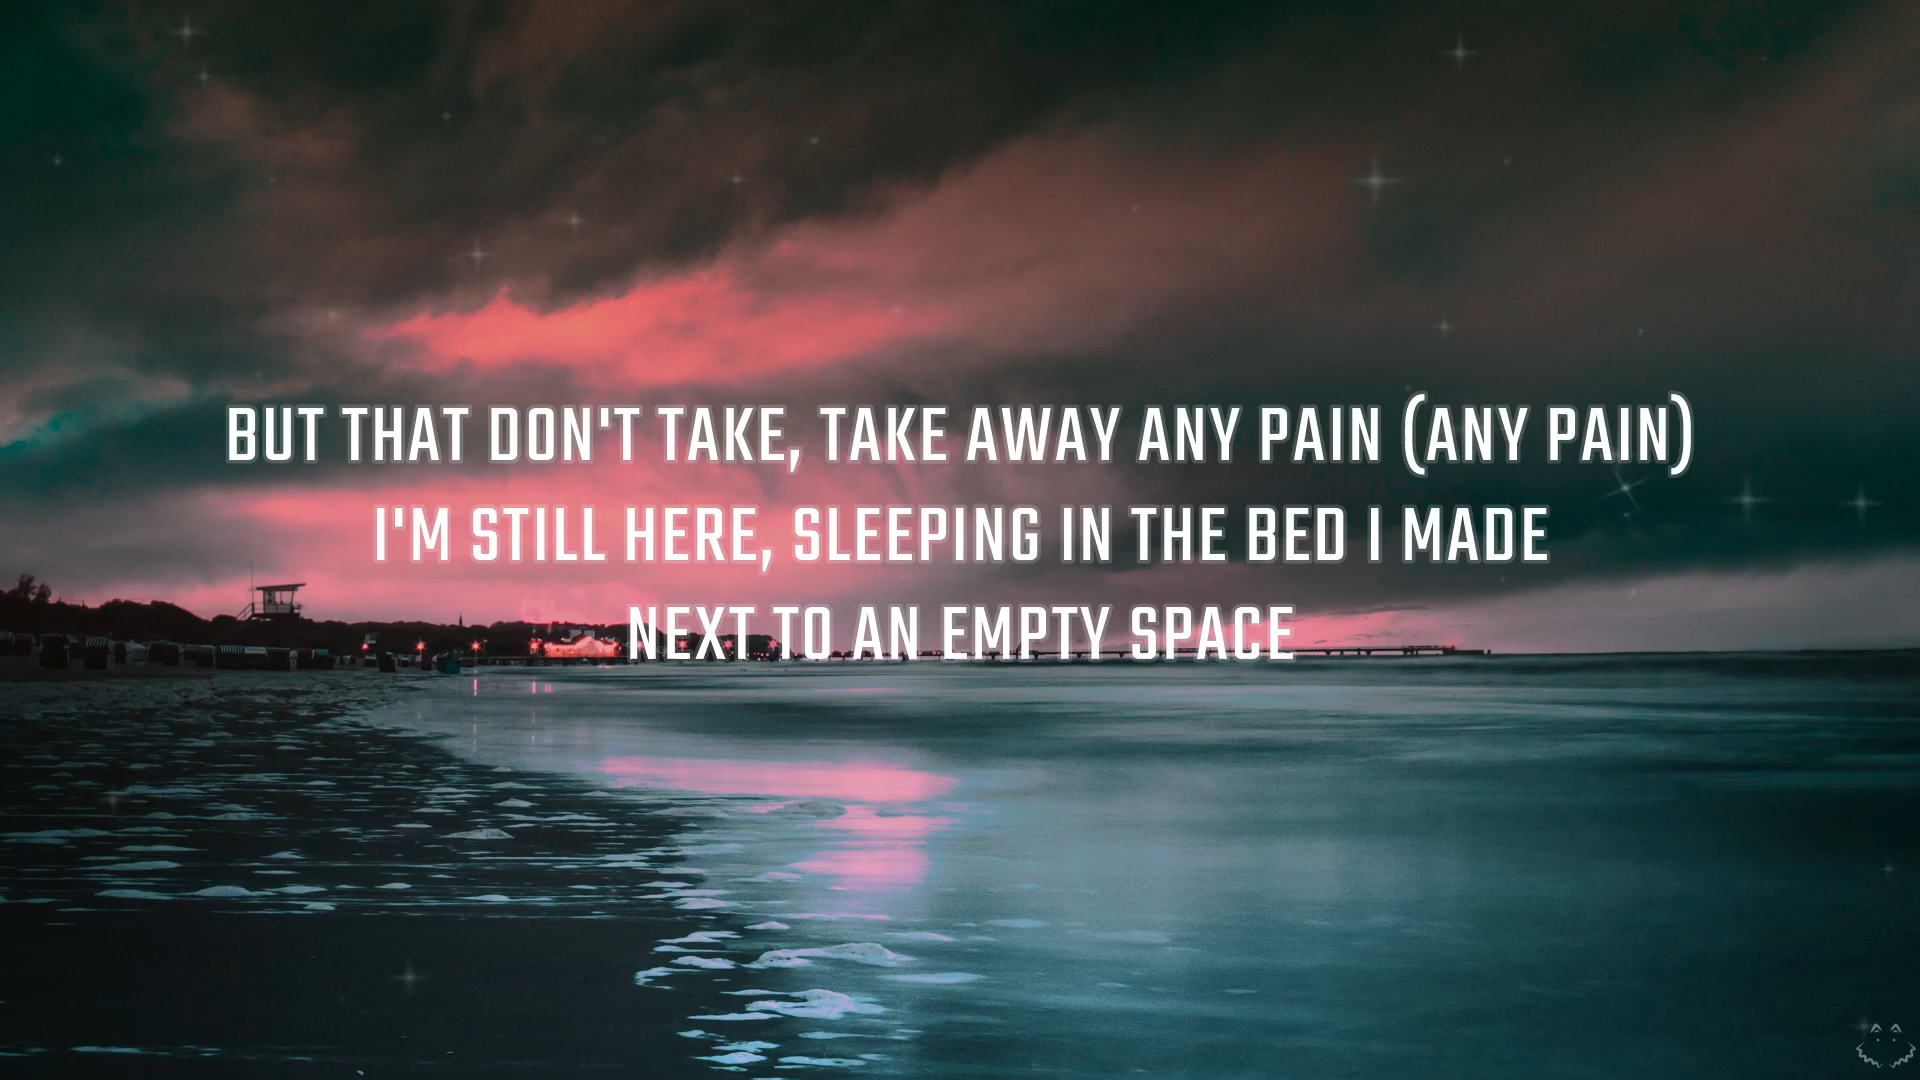 BUT THAT DON'T TAKE, TAKE AWAY ANY PAIN (ANY PAIN)
I'M STILL HERE, SLEEPING IN THE BED I MADE
NEXT TO AN EMPTY SPACE